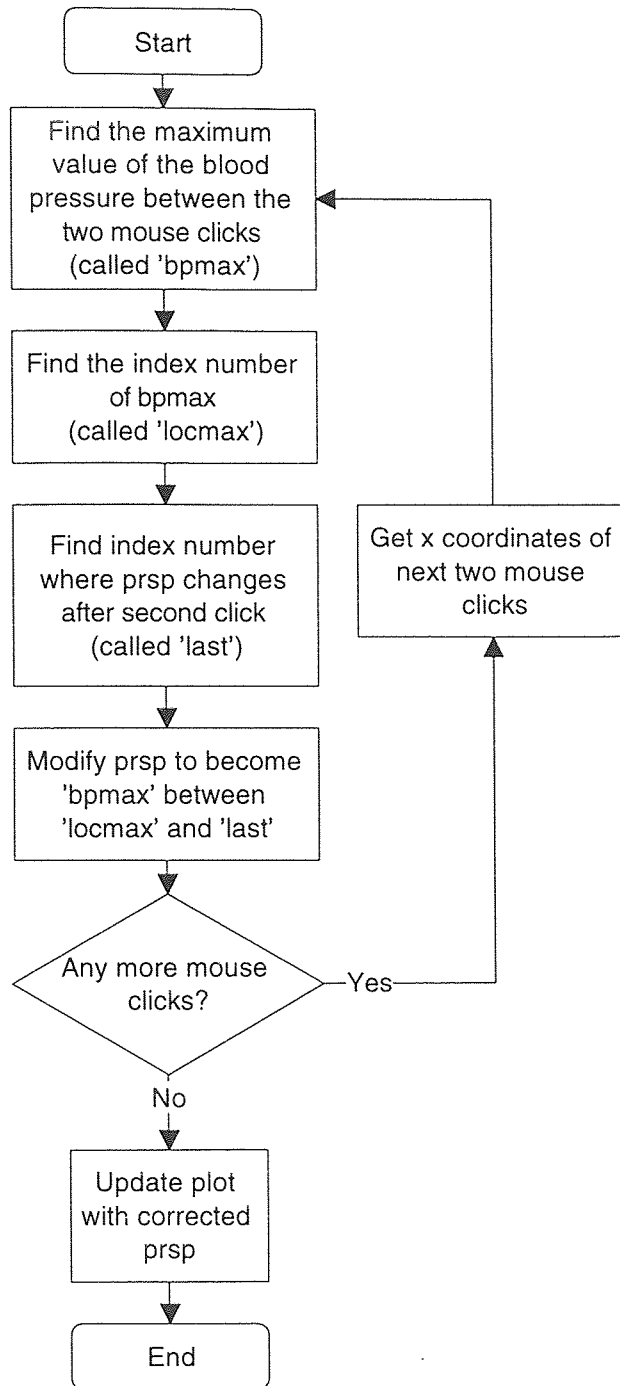 Start
Find the maximum
value of the blood
pressure between the
two mouse clicks
(called 'bpmax')
Find the index number
of bpmax
(called 'locmax')
Find index number
where prsp changes
after second click
(called 'last')
Get x coordinates of
next two mouse
clicks
Modify prsp to become
'bpmax' between
'locmax' and 'last'
Any more mouse
clicks?
Yes
No
Update plot
with corrected
prsp
End